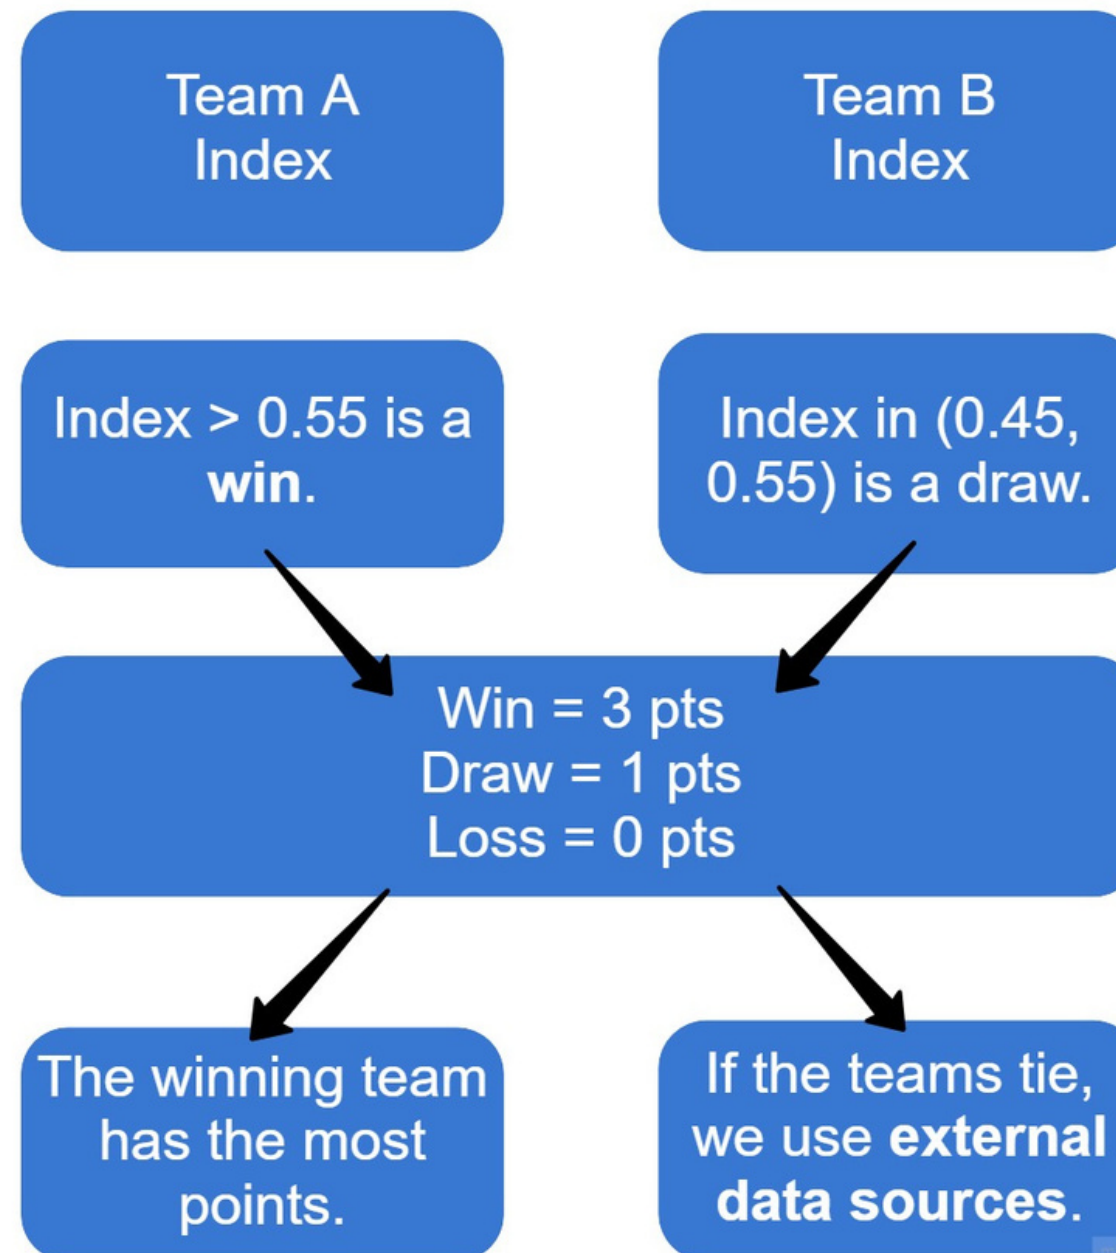 Team A
Index
Team B
Index
Index > 0.55 is a
win.
Index in (0.45,
0.55) is a draw.
Win = 3 pts
Draw = 1 pts
Loss = 0 pts
The winning team
has the most
points.
If the teams tie,
we use external
data sources.